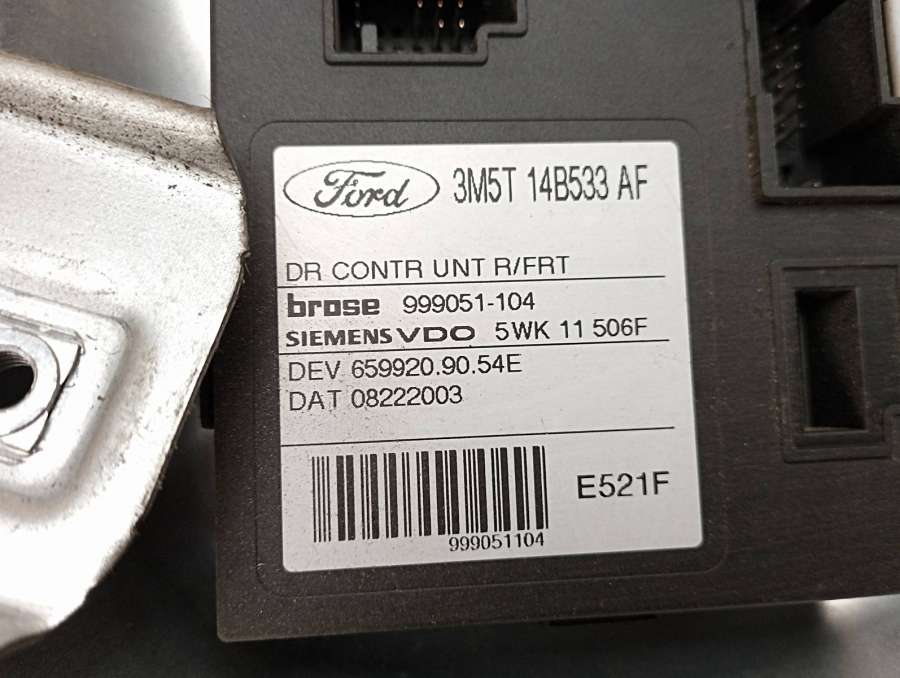 Ford 3M5T 14B533 AF
DR CONTR UNT R/FRT
brose 999051-104
SIEMENS VDO 5WK 11 506F
DEV 659920.90.54E
DAT 08222003
E521F
999051104